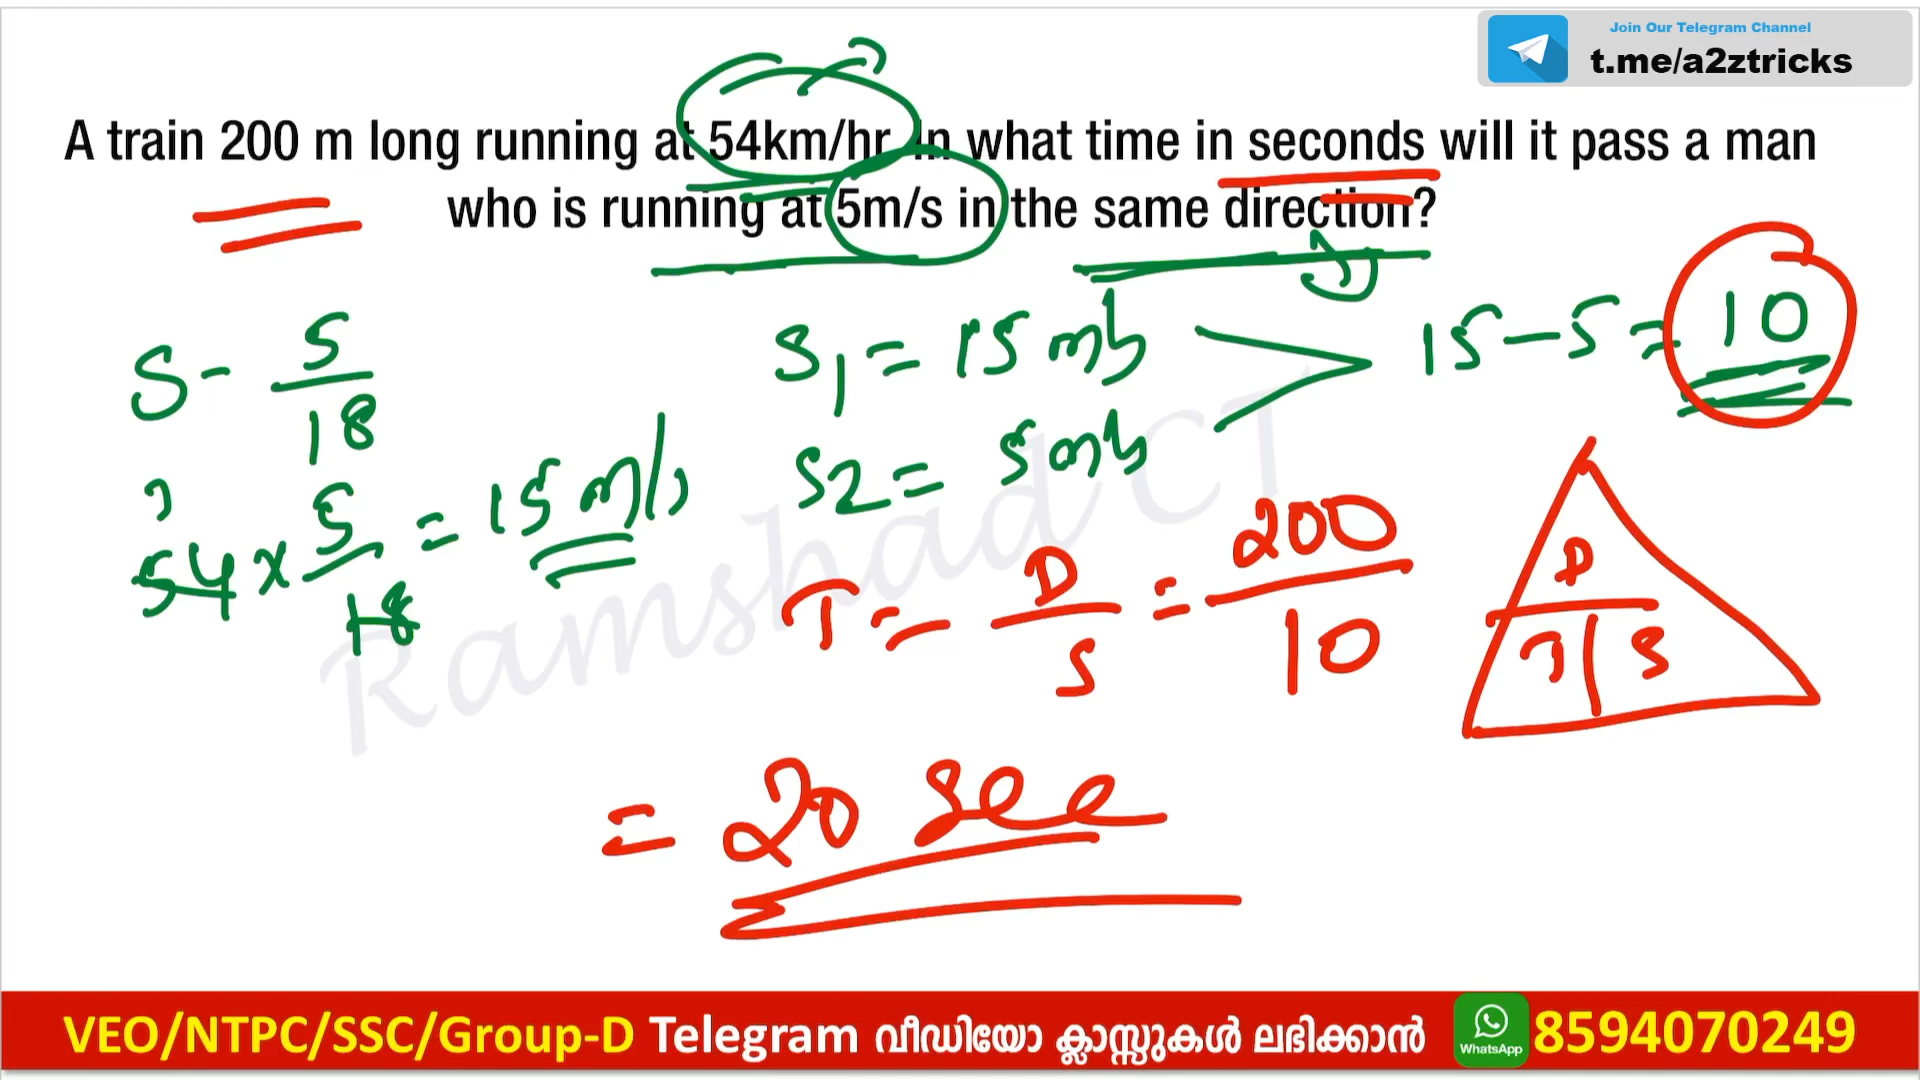 Join Our Telegram Channel
t.me/a2ztricks
A train 200 m long running at 54km/hr. In what time in seconds will it pass a man
who is running at 5m/s in the same direction?
S - 5/18
54 x 5/18 = 15 m/s
S1 = 15 m/s
S2 = 5 m/s
15 - 5 = 10
T = D/S = 200/10
D
T | S
= 20 sec
Ramshad CT
VEO/NTPC/SSC/Group-D Telegram വീഡിയോ ക്ലാസ്സുകൾ ലഭിക്കാൻ WhatsApp 8594070249